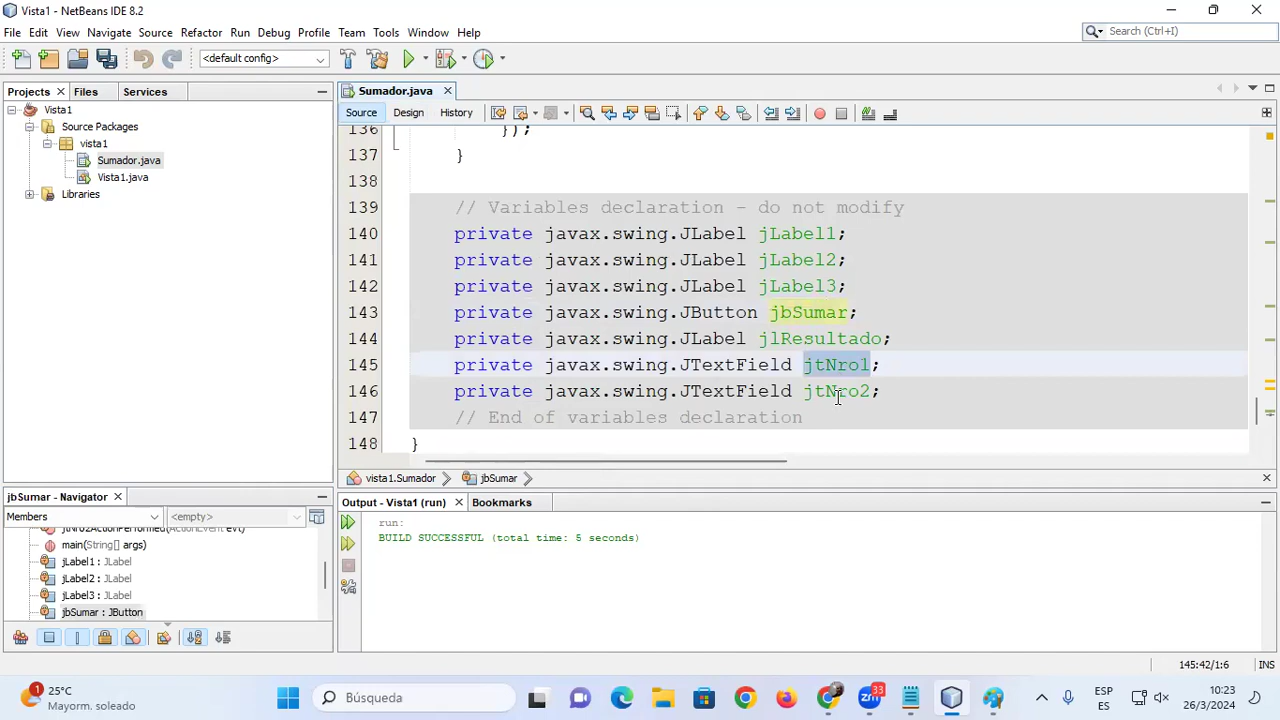 Vista1 - NetBeans IDE 8.2
File Edit View Navigate Source Refactor Run Debug Profile Team Tools Window Help
Search (Ctrl+I)
<default config>
Projects Files Services
Sumador.java
Source Design History
Vista1
Source Packages
vista1
Sumador.java
Vista1.java
Libraries
136 });
137 }
138
139 // Variables declaration - do not modify
140 private javax.swing.JLabel jLabel1;
141 private javax.swing.JLabel jLabel2;
142 private javax.swing.JLabel jLabel3;
143 private javax.swing.JButton jbSumar;
144 private javax.swing.JLabel jlResultado;
145 private javax.swing.JTextField jtNro1;
146 private javax.swing.JTextField jtNro2;
147 // End of variables declaration
148 }
vista1.Sumador jbSumar
jbSumar - Navigator
Members <empty>
jtNro2ActionPerformed(ActionEvent evt)
main(String[] args)
jLabel1 : JLabel
jLabel2 : JLabel
jLabel3 : JLabel
jbSumar : JButton
Output - Vista1 (run) Bookmarks
run:
BUILD SUCCESSFUL (total time: 5 seconds)
145:42/1:6 INS
1
25°C
Mayorm. soleado
Búsqueda
33
ESP
ES
10:23
26/3/2024